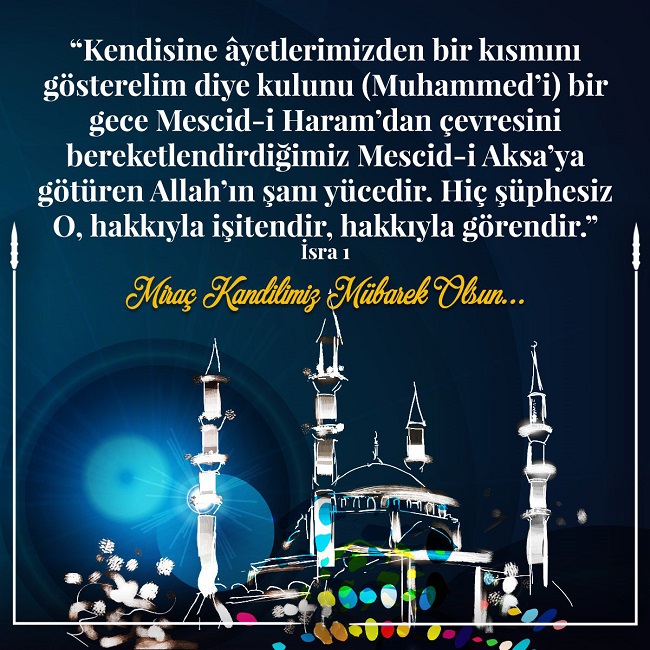 “Kendisine âyetlerimizden bir kısmını
gösterelim diye kulunu (Muhammed’i) bir
gece Mescid-i Haram’dan çevresini
bereketlendirdiğimiz Mescid-i Aksa’ya
götüren Allah’ın şanı yücedir. Hiç şüphesiz
O, hakkıyla işitendir, hakkıyla görendir.”
İsra 1
Miraç Kandilimiz Mübarek Olsun...